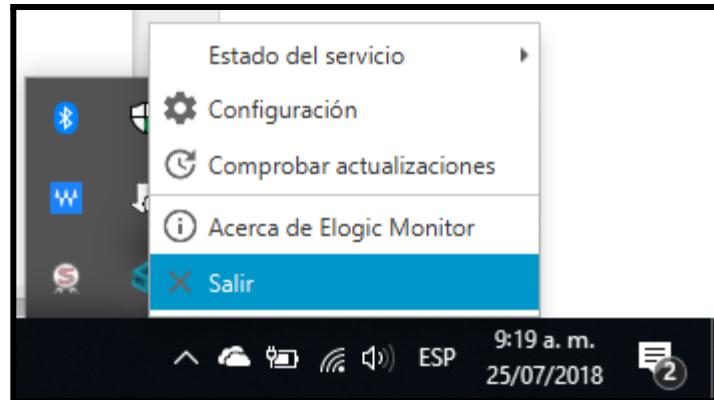 Estado del servicio
Configuración
Comprobar actualizaciones
Acerca de Elogic Monitor
Salir
ESP
9:19 a. m.
25/07/2018
2